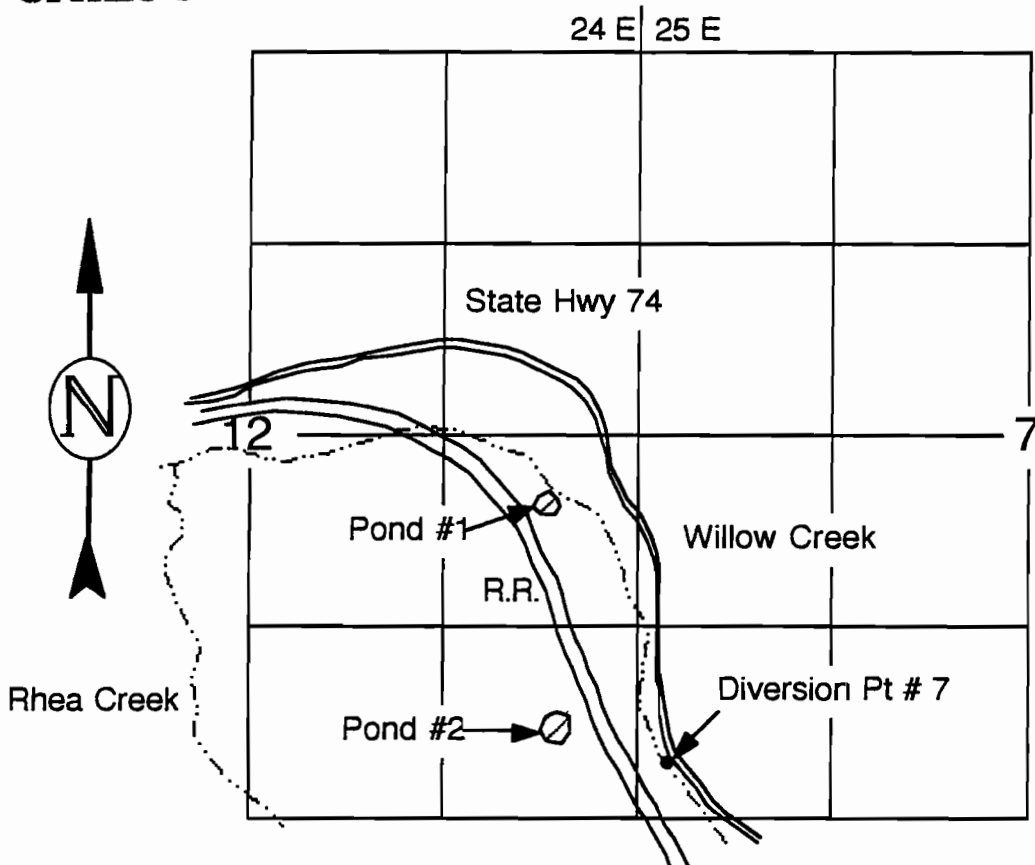 24 E 25 E
State Hwy 74
N
12
7
Pond #1
Willow Creek
R.R.
Rhea Creek
Diversion Pt # 7
Pond #2